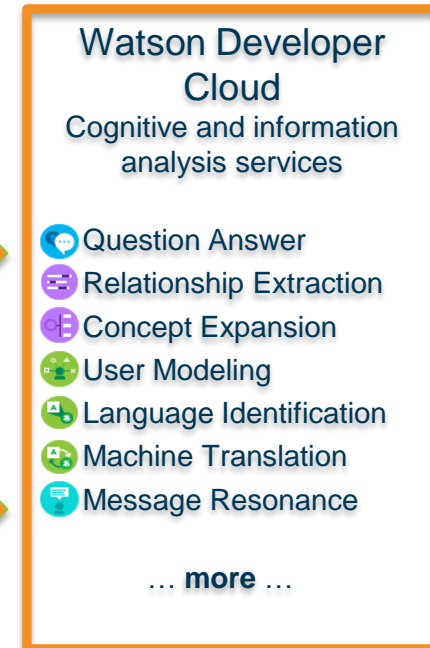 Watson Developer
Cloud
Cognitive and information
analysis services
Question Answer
Relationship Extraction
Concept Expansion
User Modeling
Language Identification
Machine Translation
Message Resonance
… more …